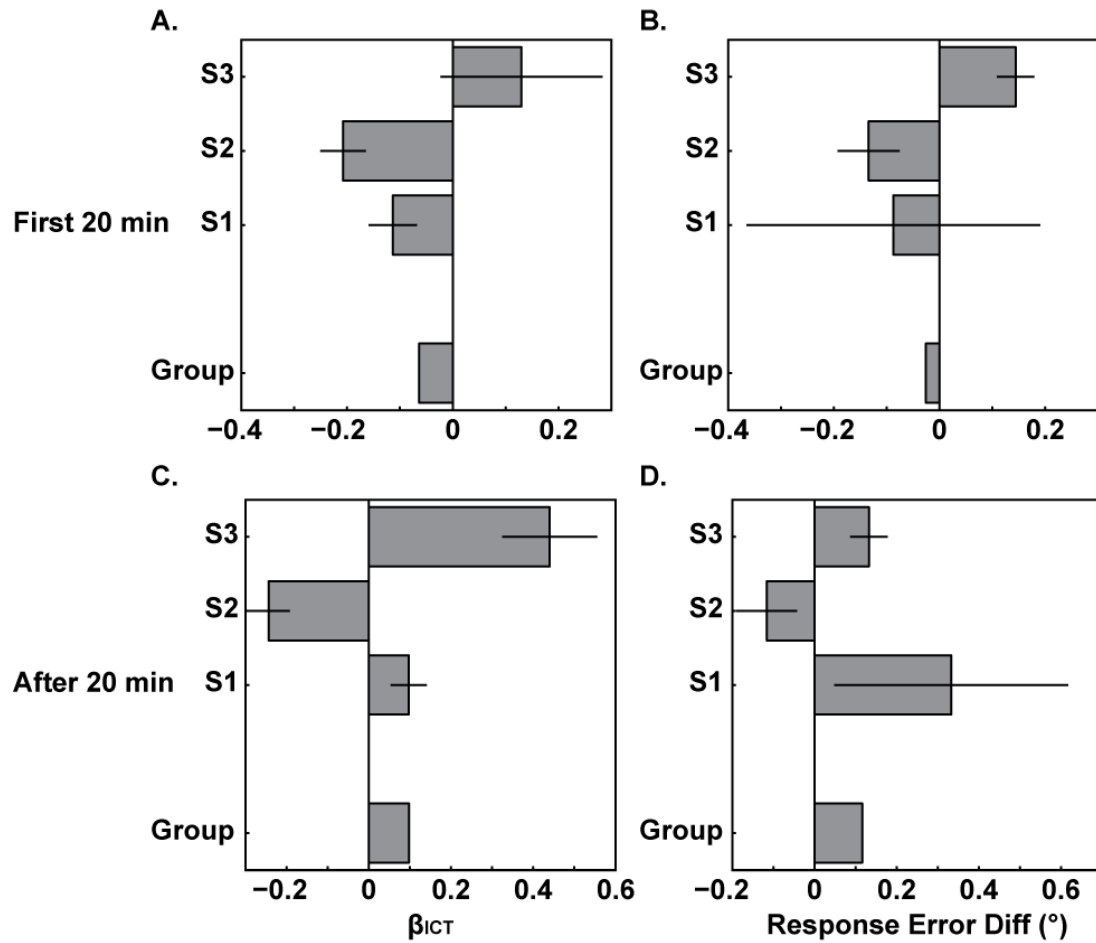 A.
B.
S3
S3
S2
S2
First 20 min
S1
S1
Group
Group
−0.4 −0.2 0 0.2
−0.4 −0.2 0 0.2
C.
D.
S3
S3
S2
S2
After 20 min
S1
S1
Group
Group
−0.2 0 0.2 0.4 0.6
−0.2 0 0.2 0.4 0.6
βICT
Response Error Diff (°)